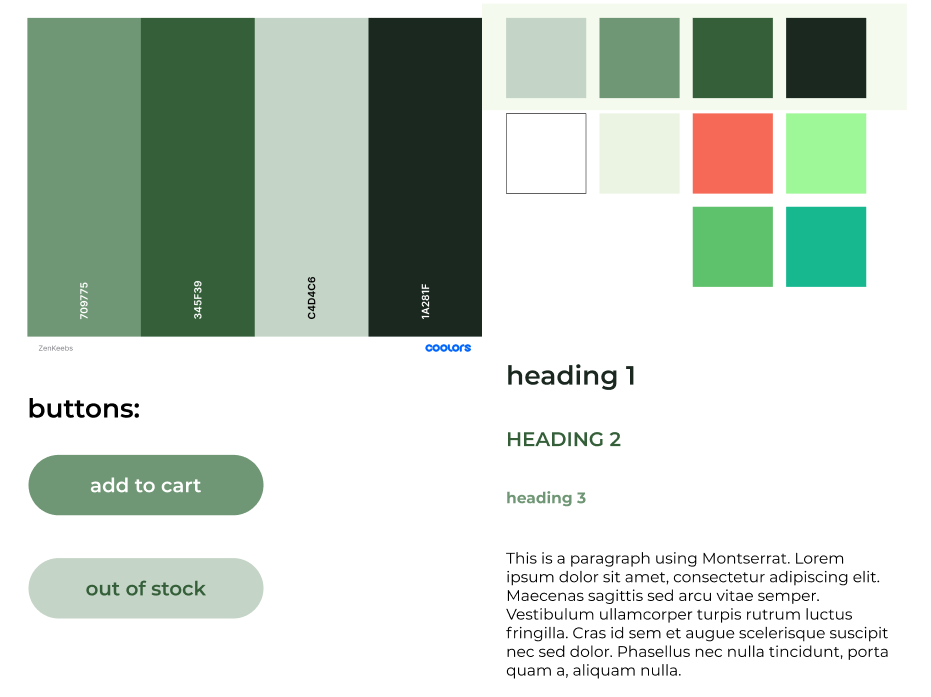 709775
345F39
C4D4C6
1A281F
ZenKeebs
coolors
buttons:
add to cart
out of stock
heading 1
HEADING 2
heading 3
This is a paragraph using Montserrat. Lorem
ipsum dolor sit amet, consectetur adipiscing elit.
Maecenas sagittis sed arcu vitae semper.
Vestibulum ullamcorper turpis rutrum luctus
fringilla. Cras id sem et augue scelerisque suscipit
nec sed dolor. Phasellus nec nulla tincidunt, porta
quam a, aliquam nulla.